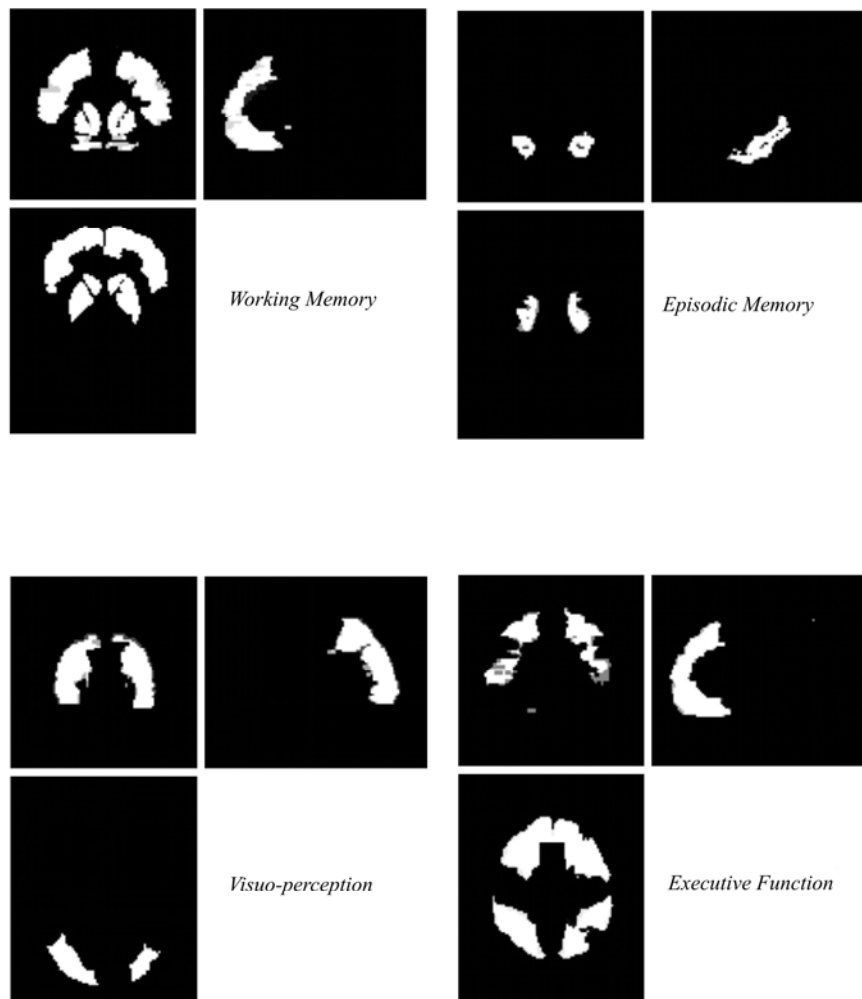 Working Memory
Episodic Memory
Visuo-perception
Executive Function